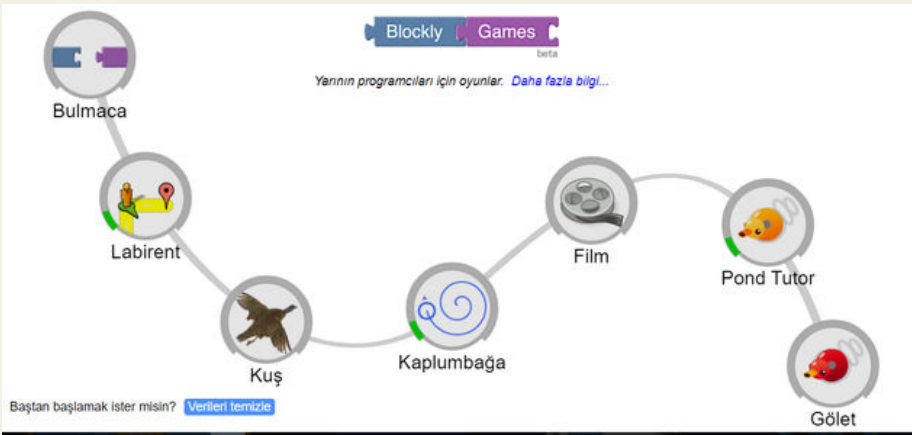 Blockly Games
beta
Yarının programcıları için oyunlar. Daha fazla bilgi...
Bulmaca
Labirent
Kuş
Kaplumbağa
Film
Pond Tutor
Gölet
Baştan başlamak ister misin? Verileri temizle